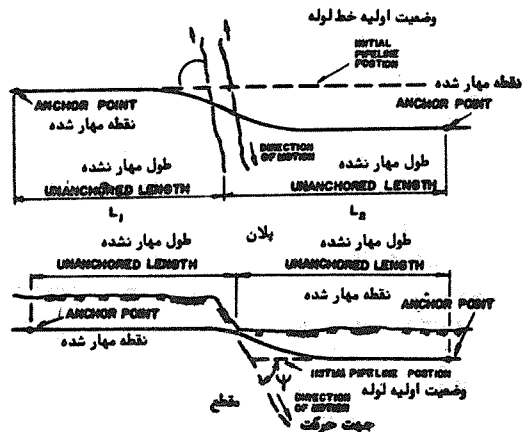 وضعیت اولیه خط لوله
INITIAL
PIPELINE
POSTION
نقطه مهار شده
ANCHOR POINT
ANCHOR POINT
نقطه مهار شده
DIRECTION
OF MOTION
طول مهار نشده
طول مهار نشده
UNANCHORED LENGTH
UNANCHORED LENGTH
L1
L2
پلان
طول مهار نشده
طول مهار نشده
UNANCHORED LENGTH
UNANCHORED LENGTH
نقطه مهار شده
ANCHOR POINT
ANCHOR POINT
نقطه مهار شده
INITIAL PIPELINE POSTION
وضعیت اولیه لوله
ψ
DIRECTION
OF MOTION
مقطع
جهت حرکت